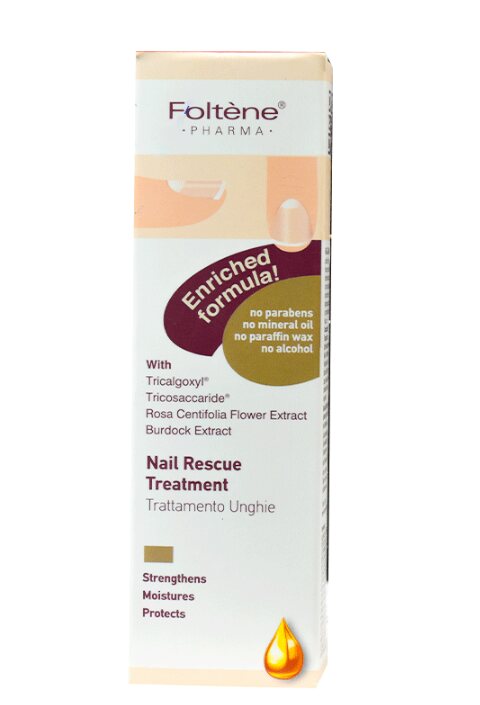 Foltène®
· PHARMA ·
Enriched
formula!
no parabens
no mineral oil
no paraffin wax
no alcohol
With
Tricalgoxyl®
Tricosaccaride®
Rosa Centifolia Flower Extract
Burdock Extract
Nail Rescue
Treatment
Trattamento Unghie
Strengthens
Moistures
Protects